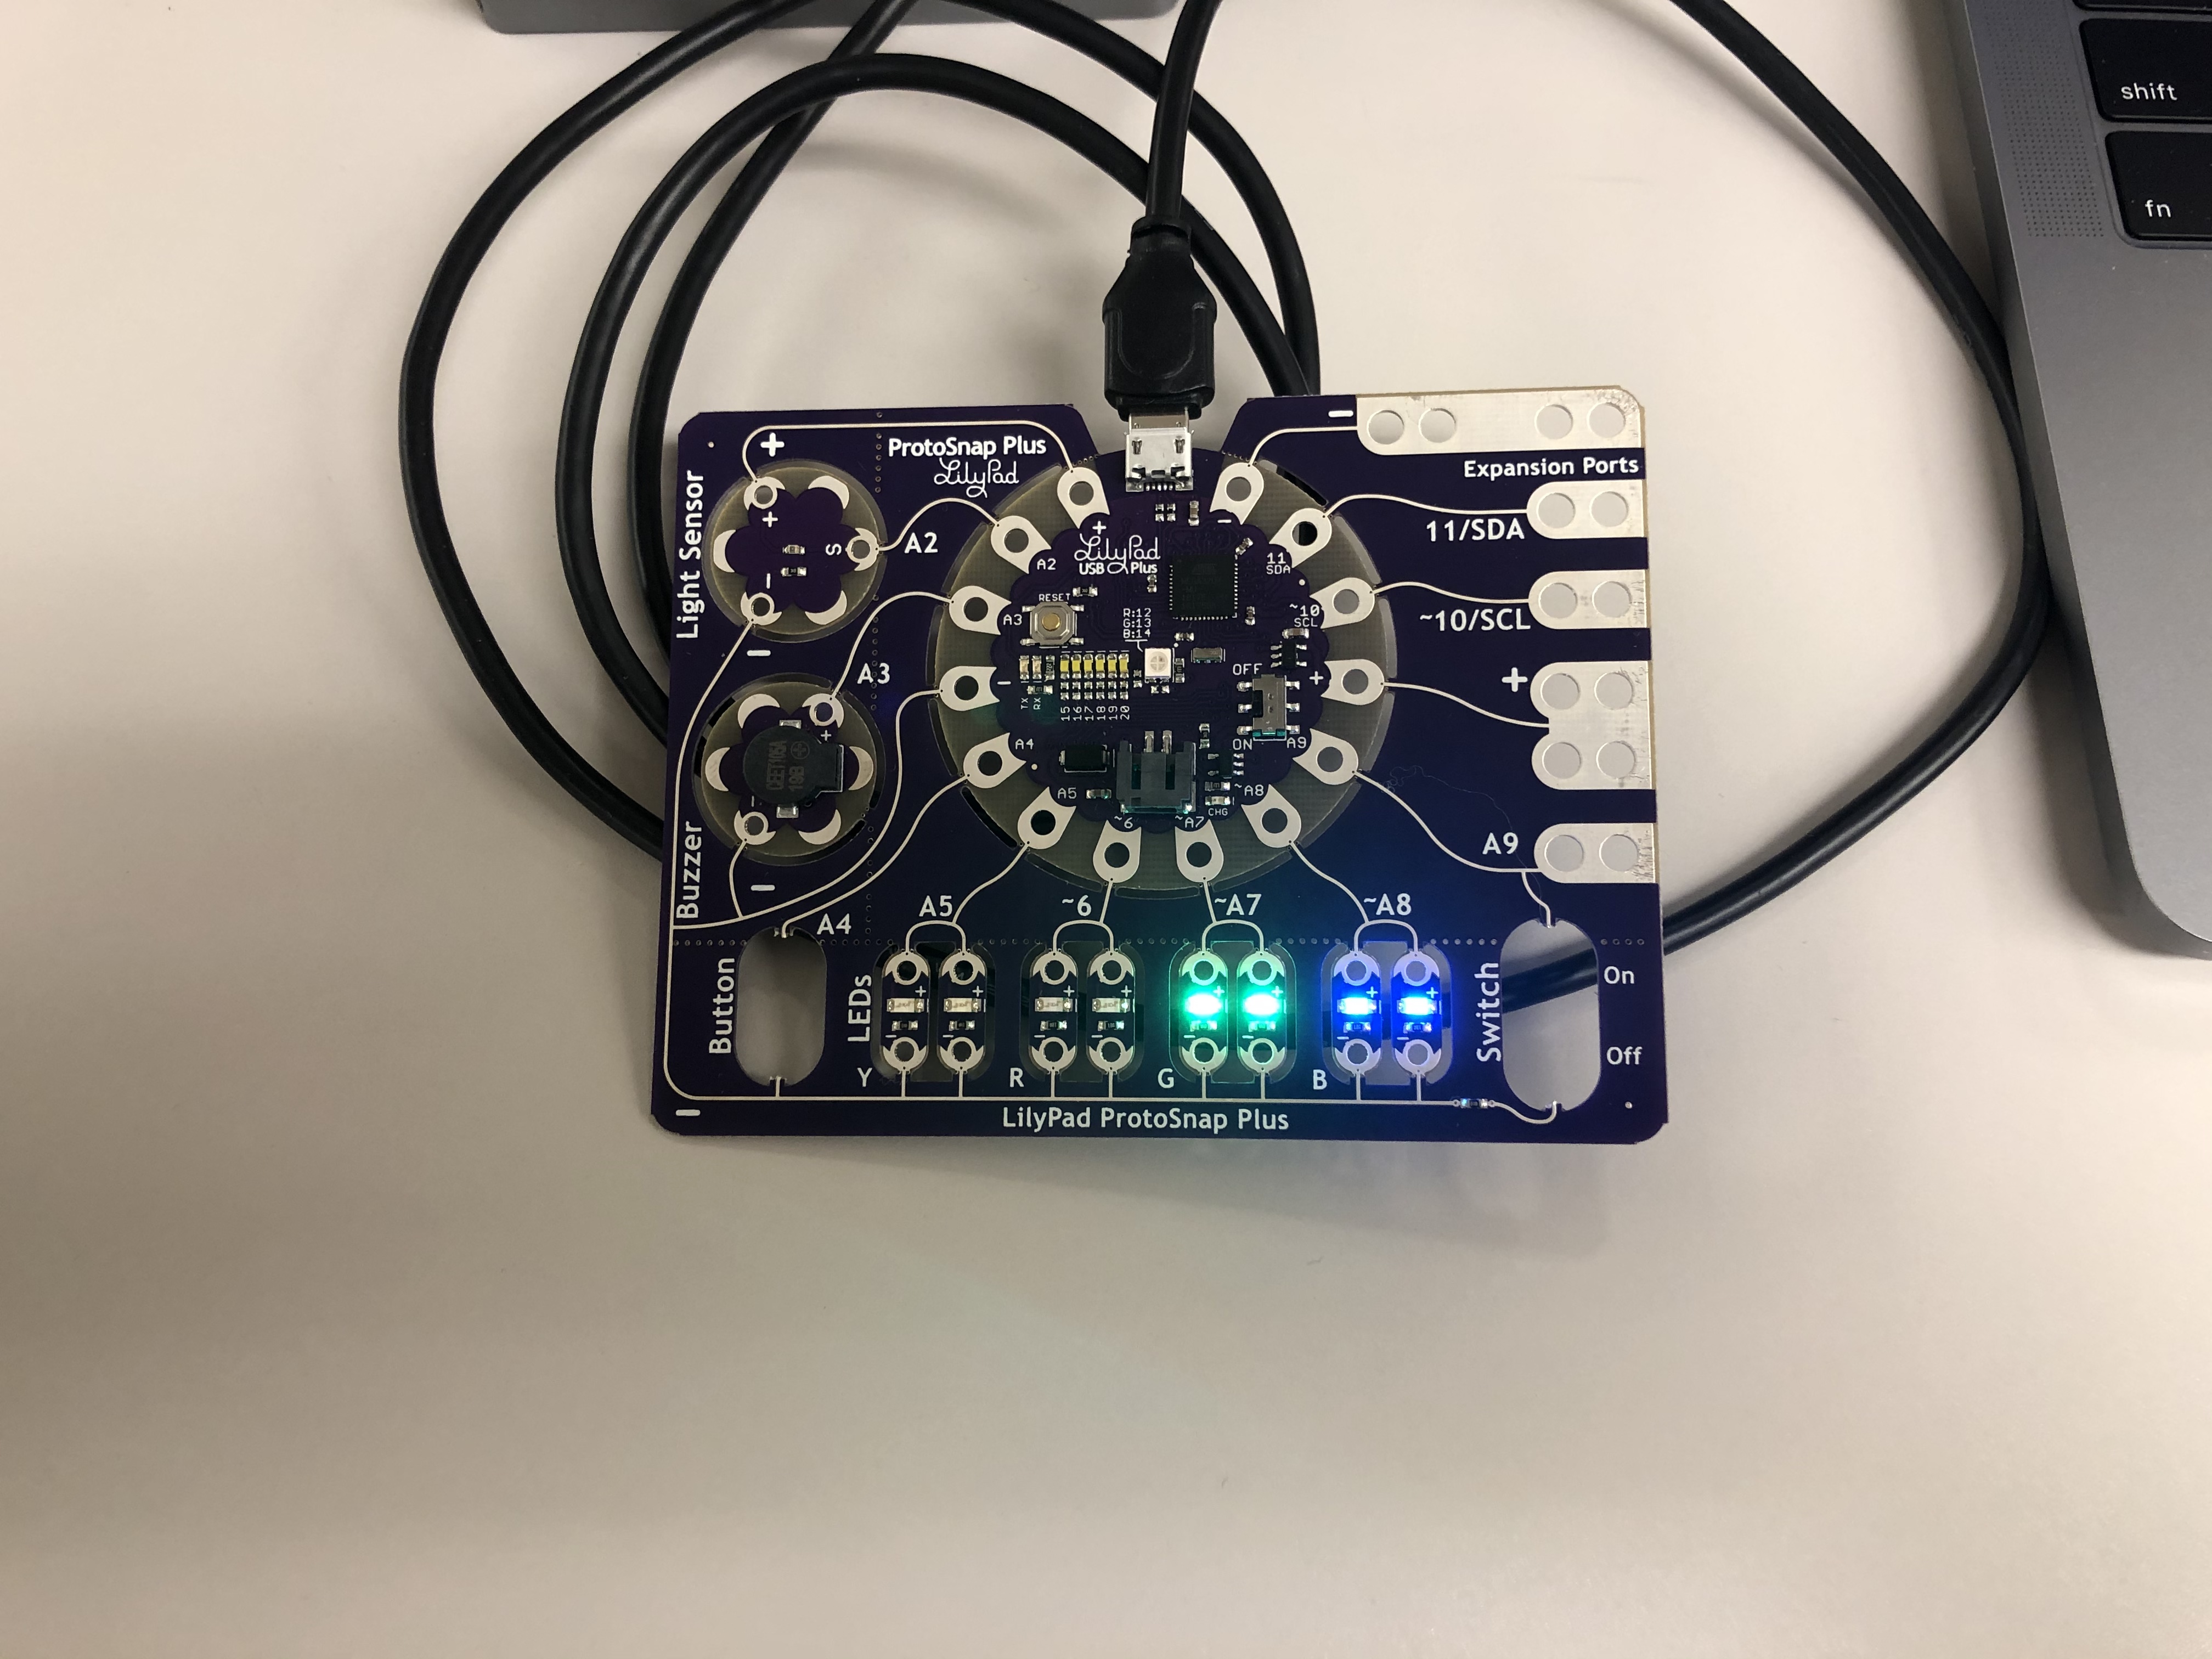 shift
fn
+
ProtoSnap Plus
LilyPad
−
Expansion Ports
Light Sensor
+
S
−
−
A2
11/SDA
~10/SCL
+
A9
A3
Buzzer
+
CEET105A
19B
−
−
+
−
LilyPad
USB Plus
A2
11
SDA
RESET
R:12
G:13
B:14
A3
~10
SCL
−
OFF
+
TX
RX
15
16
17
18
19
20
A4
ON
A9
A5
~6
~A7
~A8
CHG
A4
A5
~6
~A7
~A8
Button
LEDs
Switch
On
Off
+
+
+
+
−
−
−
−
Y
R
G
B
−
LilyPad ProtoSnap Plus